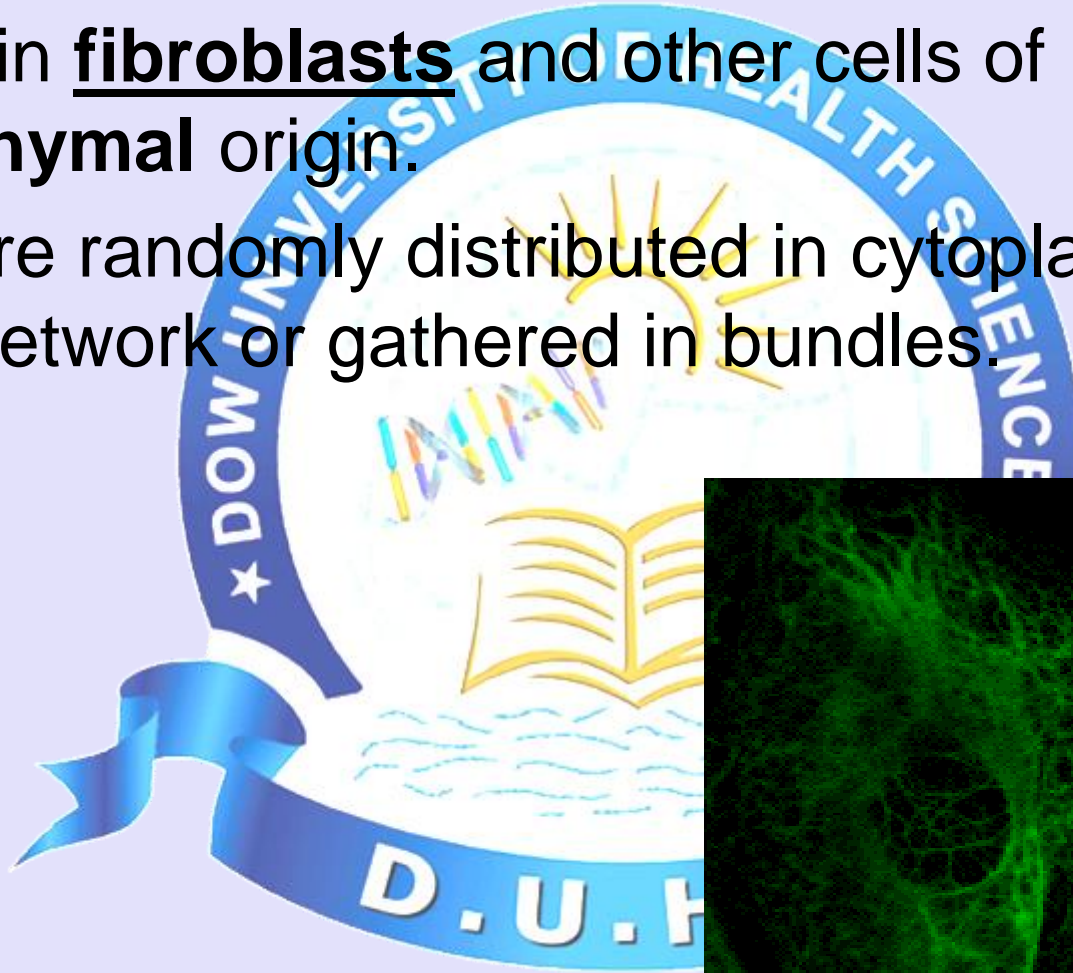 in fibroblasts and other cells of
hymal origin.
re randomly distributed in cytopla
etwork or gathered in bundles.
DOW UNIVERSITY OF HEALTH SCIENCE
D.U.H